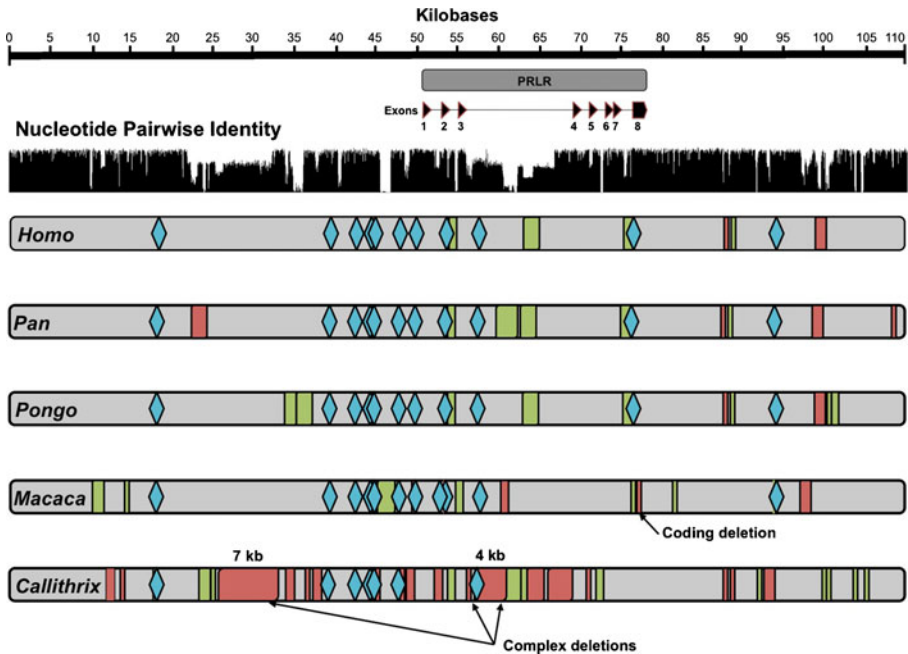 Kilobases
0 5 10 15 20 25 30 35 40 45 50 55 60 65 70 75 80 85 90 95 100 105 110
PRLR
Exons
1 2 3 4 5 6 7 8
Nucleotide Pairwise Identity
Homo
Pan
Pongo
Macaca
Coding deletion
7 kb 4 kb
Callithrix
Complex deletions